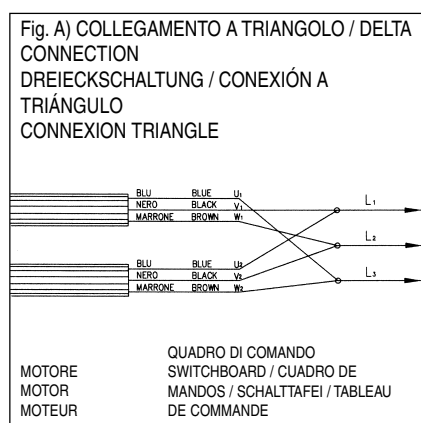 Fig. A) COLLEGAMENTO A TRIANGOLO / DELTA
CONNECTION
DREIECKSCHALTUNG / CONEXIÓN A
TRIÁNGULO
CONNEXION TRIANGLE
BLU BLUE U1
NERO BLACK V1
MARRONE BROWN W1
L1
L2
BLU BLUE U2
NERO BLACK V2
MARRONE BROWN W2
L3
QUADRO DI COMANDO
MOTORE SWITCHBOARD / CUADRO DE
MOTOR MANDOS / SCHALTTAFEI / TABLEAU
MOTEUR DE COMMANDE